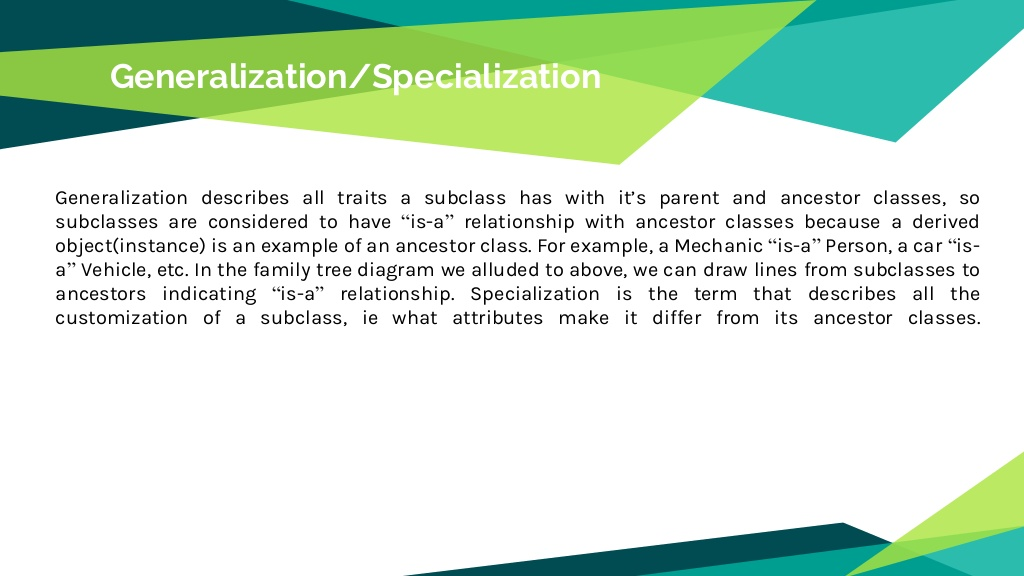 Generalization/Specialization
Generalization describes all traits a subclass has with it’s parent and ancestor classes, so
subclasses are considered to have “is-a” relationship with ancestor classes because a derived
object(instance) is an example of an ancestor class. For example, a Mechanic “is-a” Person, a car “is-
a” Vehicle, etc. In the family tree diagram we alluded to above, we can draw lines from subclasses to
ancestors indicating “is-a” relationship. Specialization is the term that describes all the
customization of a subclass, ie what attributes make it differ from its ancestor classes.